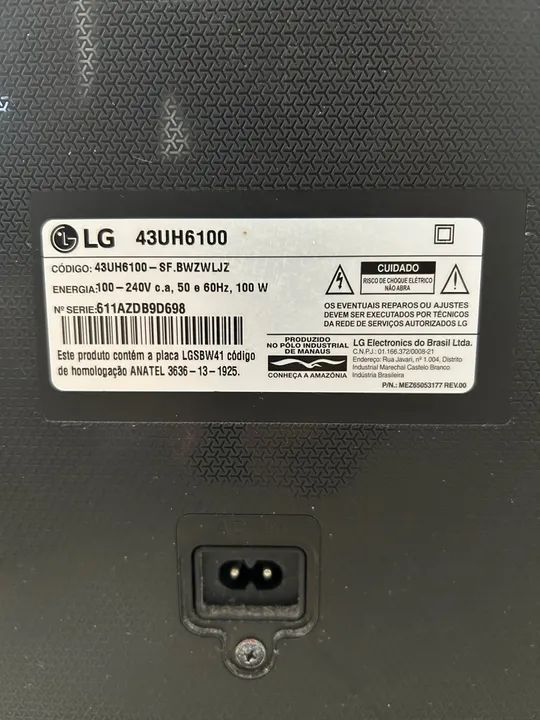 LG 43UH6100
CÓDIGO: 43UH6100-SF.BWZWLJZ
ENERGIA:100-240V c.a, 50 e 60Hz, 100 W
Nº SERIE:611AZDB9D698
Este produto contém a placa LGSBW41 código
de homologação ANATEL 3636-13-1925.
CUIDADO
RISCO DE CHOQUE ELÉTRICO
NÃO ABRA
OS EVENTUAIS REPAROS OU AJUSTES
DEVEM SER EXECUTADOS POR TÉCNICOS
DA REDE DE SERVIÇOS AUTORIZADOS LG
PRODUZIDO
NO PÓLO INDUSTRIAL
DE MANAUS
CONHEÇA A AMAZÔNIA
LG Electronics do Brasil Ltda.
C.N.P.J.: 01.166.372/0008-21
Endereço: Rua Javari, nº 1.004, Distrito
Industrial Marechal Castelo Branco
Indústria Brasileira
P/N.: MEZ65053177 REV.00